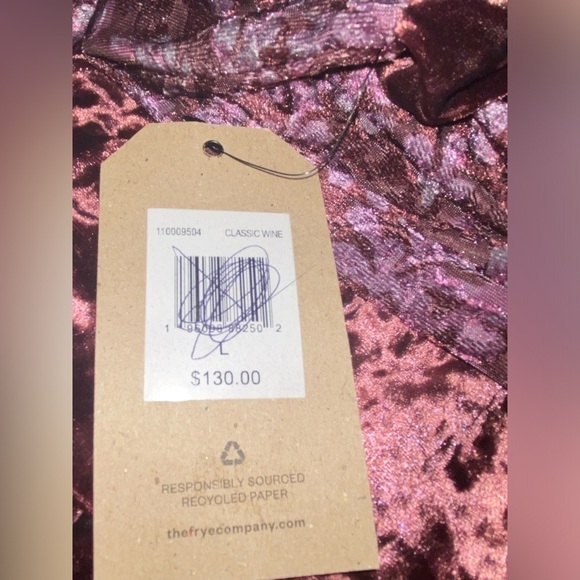 110009504 CLASSIC WINE
L
$130.00
RESPONSIBLY SOURCED
RECYCLED PAPER
thefryecompany.com